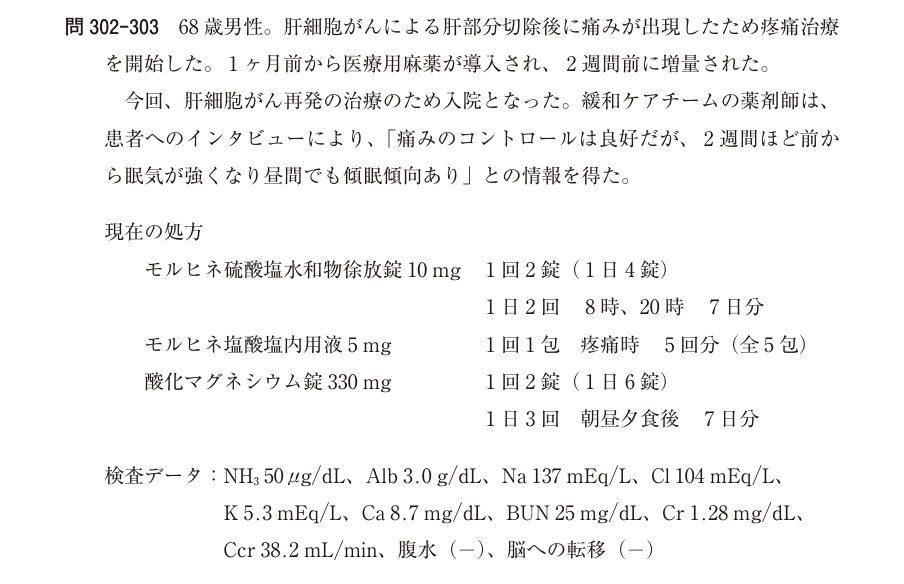 問 302-303　68 歳男性。肝細胞がんによる肝部分切除後に痛みが出現したため疼痛治療
を開始した。1ヶ月前から医療用麻薬が導入され、2週間前に増量された。
今回、肝細胞がん再発の治療のため入院となった。緩和ケアチームの薬剤師は、
患者へのインタビューにより、「痛みのコントロールは良好だが、2週間ほど前か
ら眠気が強くなり昼間でも傾眠傾向あり」との情報を得た。
現在の処方
モルヒネ硫酸塩水和物徐放錠 10 mg　1回2錠（1日4錠）
1日2回　8時、20時　7日分
モルヒネ塩酸塩内用液 5 mg　1回1包　疼痛時　5回分（全5包）
酸化マグネシウム錠 330 mg　1回2錠（1日6錠）
1日3回　朝昼夕食後　7日分
検査データ：NH₃ 50 μg/dL、Alb 3.0 g/dL、Na 137 mEq/L、Cl 104 mEq/L、
K 5.3 mEq/L、Ca 8.7 mg/dL、BUN 25 mg/dL、Cr 1.28 mg/dL、
Ccr 38.2 mL/min、腹水（－）、脳への転移（－）